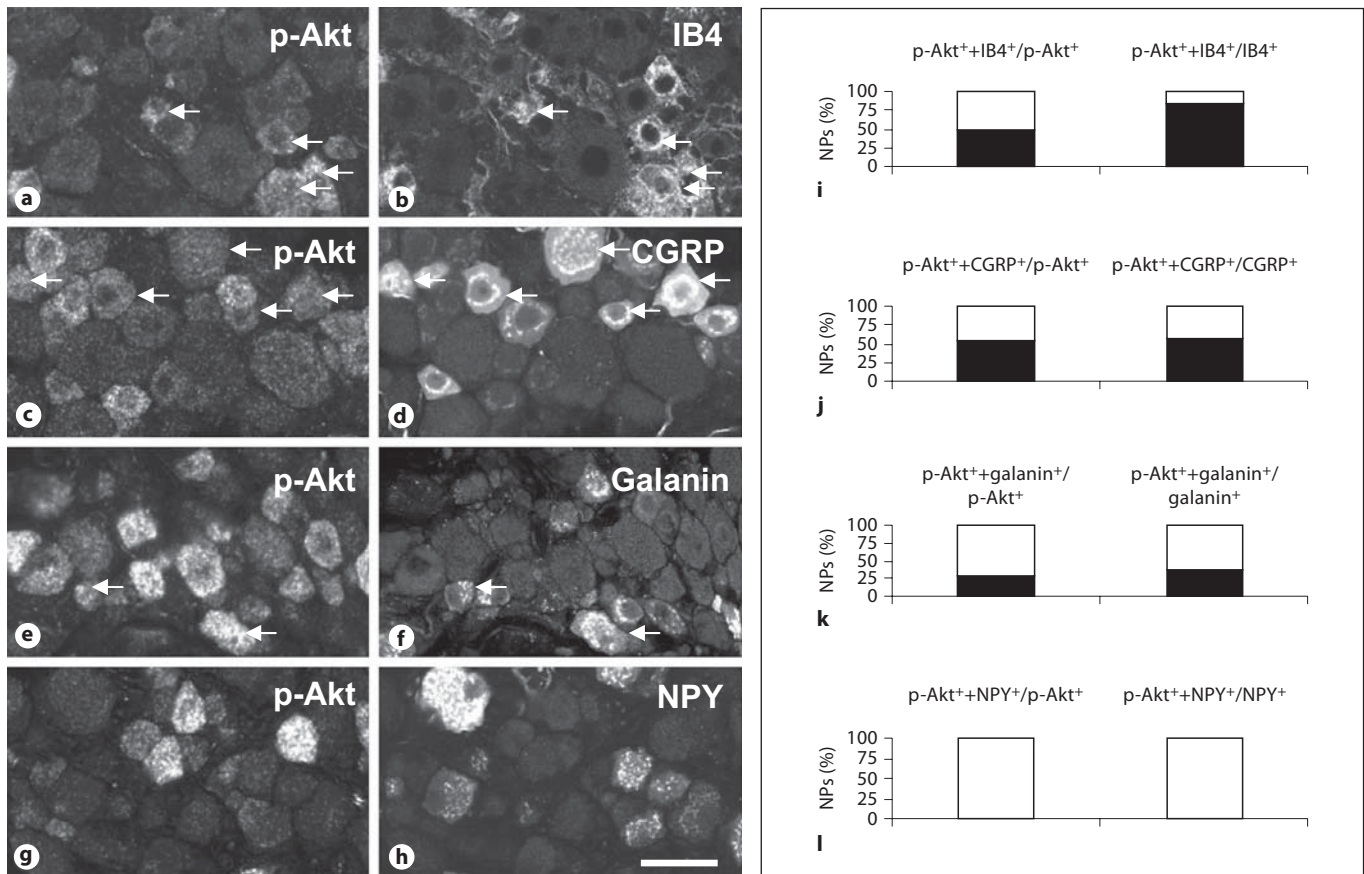 p-Akt
a
IB4
b
p-Akt
c
CGRP
d
p-Akt
e
Galanin
f
p-Akt
g
NPY
h
p-Akt⁺+IB4⁺/p-Akt⁺
p-Akt⁺+IB4⁺/IB4⁺
NPs (%)
100
75
50
25
0
i
p-Akt⁺+CGRP⁺/p-Akt⁺
p-Akt⁺+CGRP⁺/CGRP⁺
NPs (%)
100
75
50
25
0
j
p-Akt⁺+galanin⁺/
p-Akt⁺
p-Akt⁺+galanin⁺/
galanin⁺
NPs (%)
100
75
50
25
0
k
p-Akt⁺+NPY⁺/p-Akt⁺
p-Akt⁺+NPY⁺/NPY⁺
NPs (%)
100
75
50
25
0
l